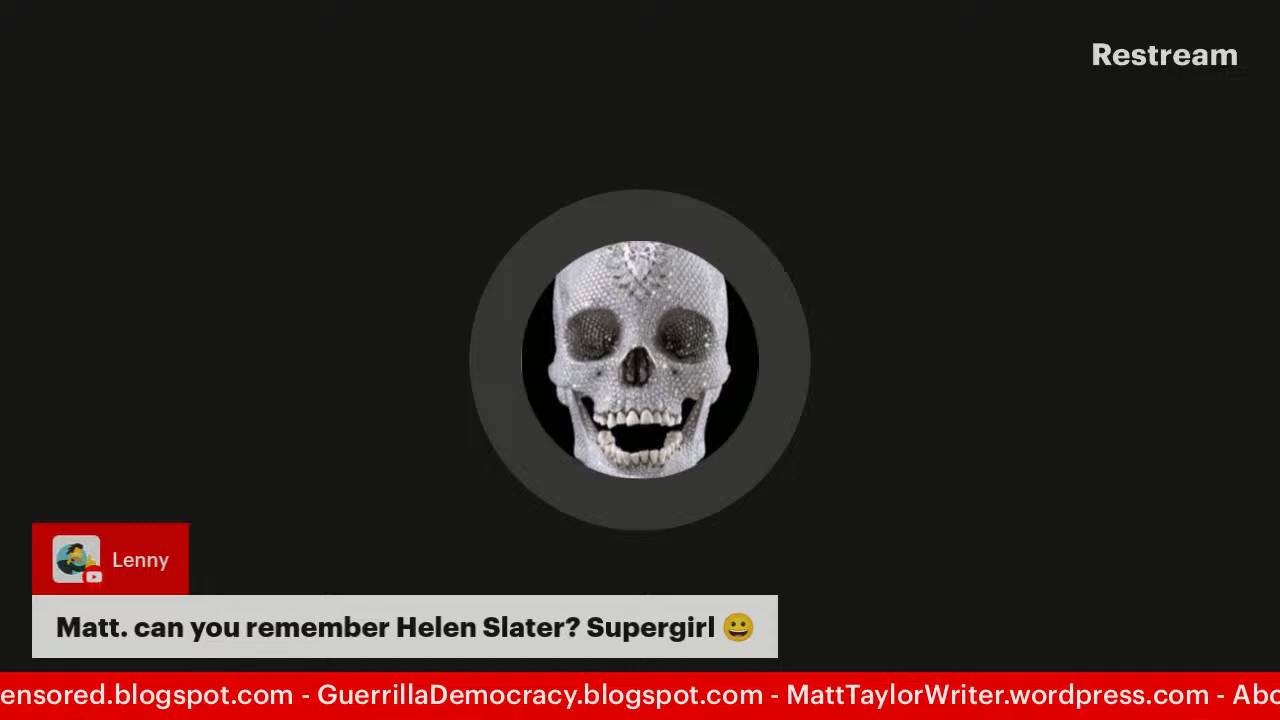 Restream
Lenny
Matt. can you remember Helen Slater? Supergirl 😀
ensored.blogspot.com - GuerrillaDemocracy.blogspot.com - MattTaylorWriter.wordpress.com - Abc